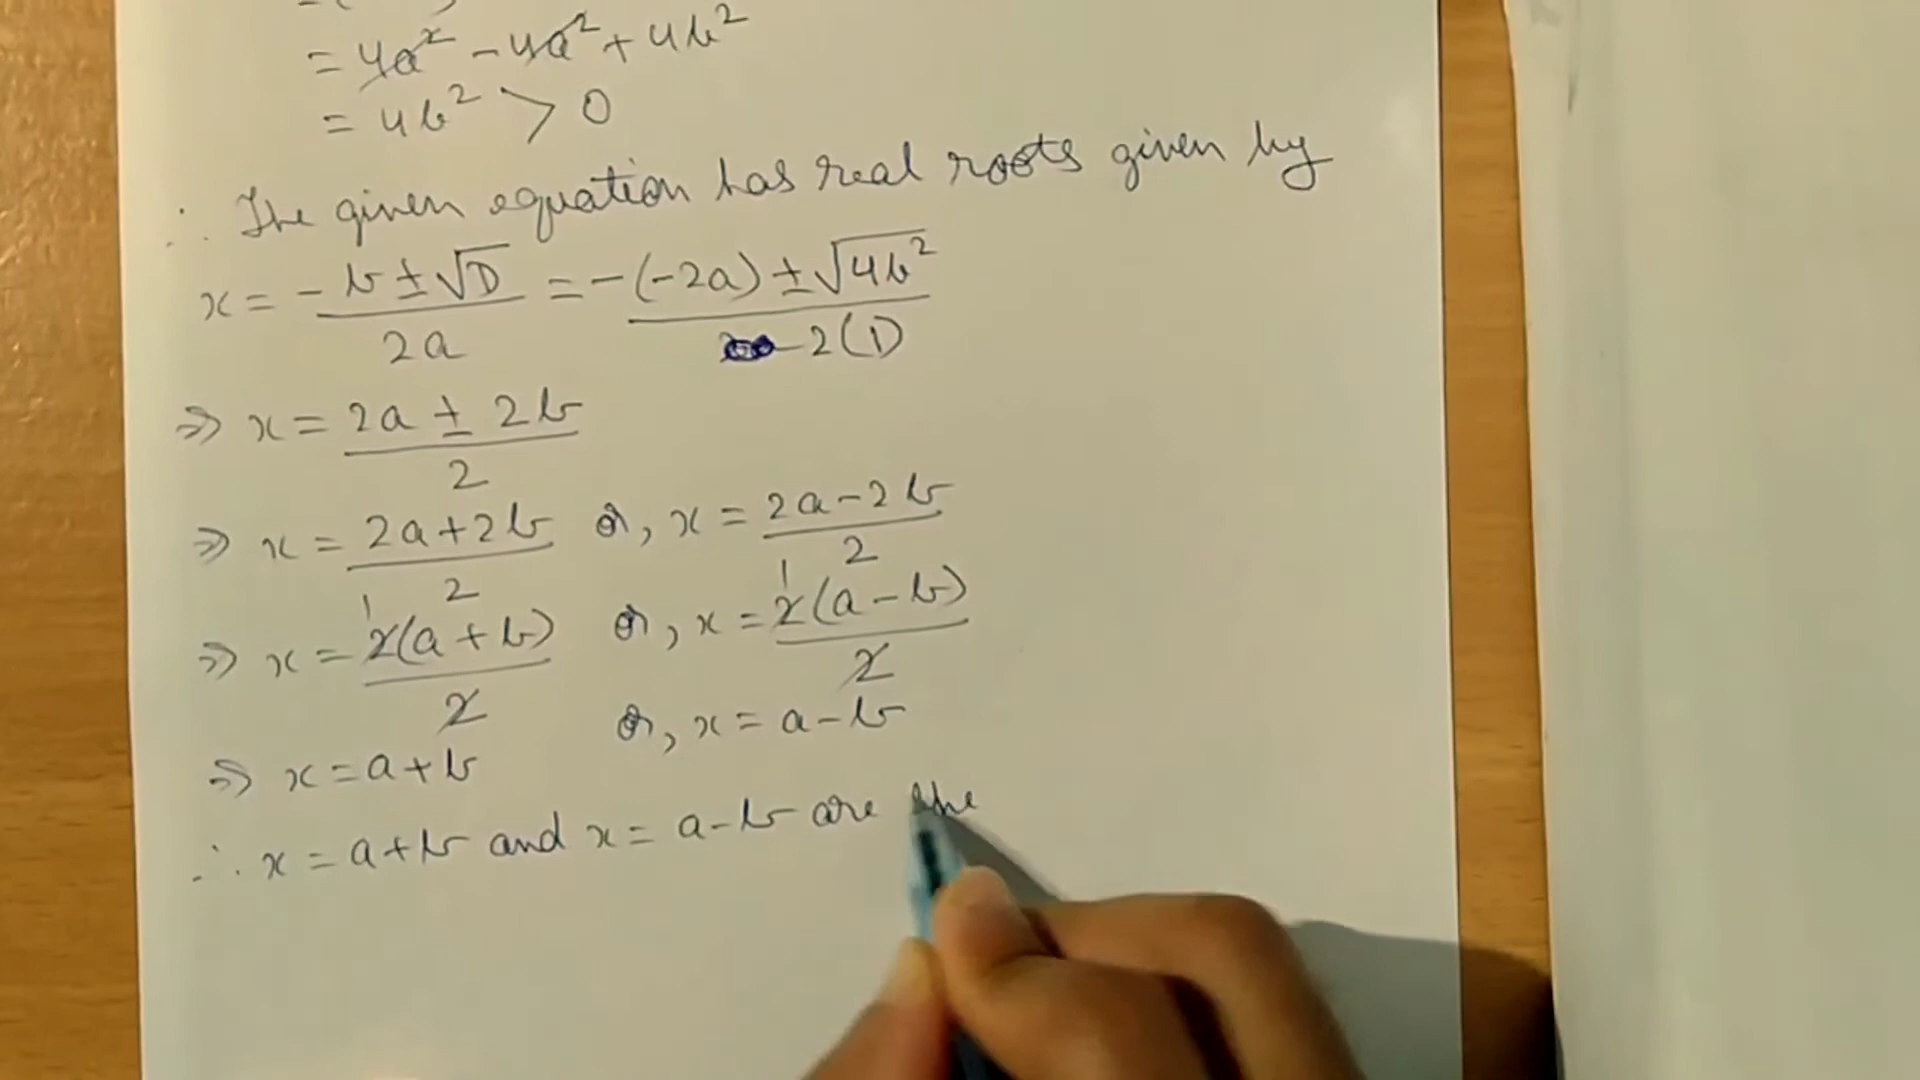 = 4a² - 4a² + 4b²
= 4b² > 0
∴ The given equation has real roots given by
x = -b ± √D / 2a = -(-2a) ± √4b² / 2(1)
⇒ x = 2a ± 2b / 2
⇒ x = 2a + 2b / 2 or, x = 2a - 2b / 2
⇒ x = 2(a + b) / 2 or, x = 2(a - b) / 2
⇒ x = a + b or, x = a - b
∴ x = a + b and x = a - b are the